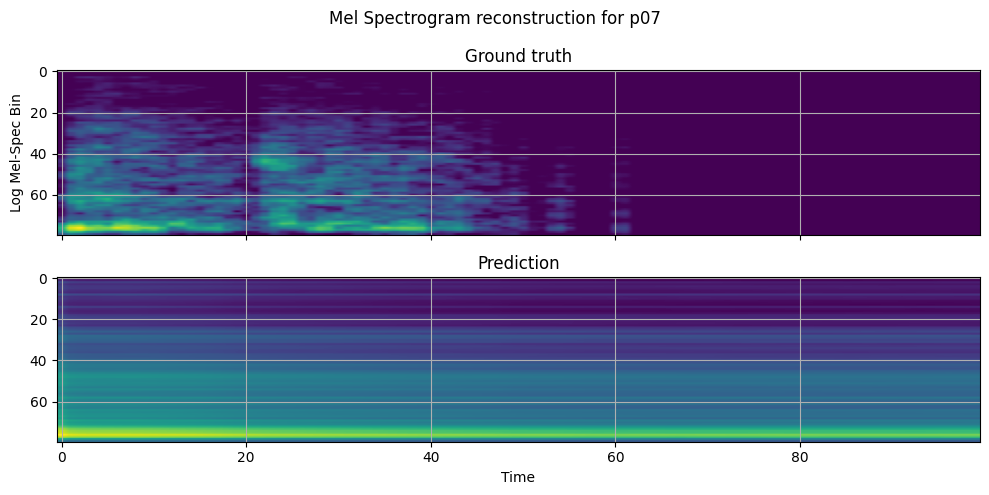 Mel Spectrogram reconstruction for p07
Ground truth
Log Mel-Spec Bin
0
20
40
60
Prediction
0
20
40
60
0 20 40 60 80
Time